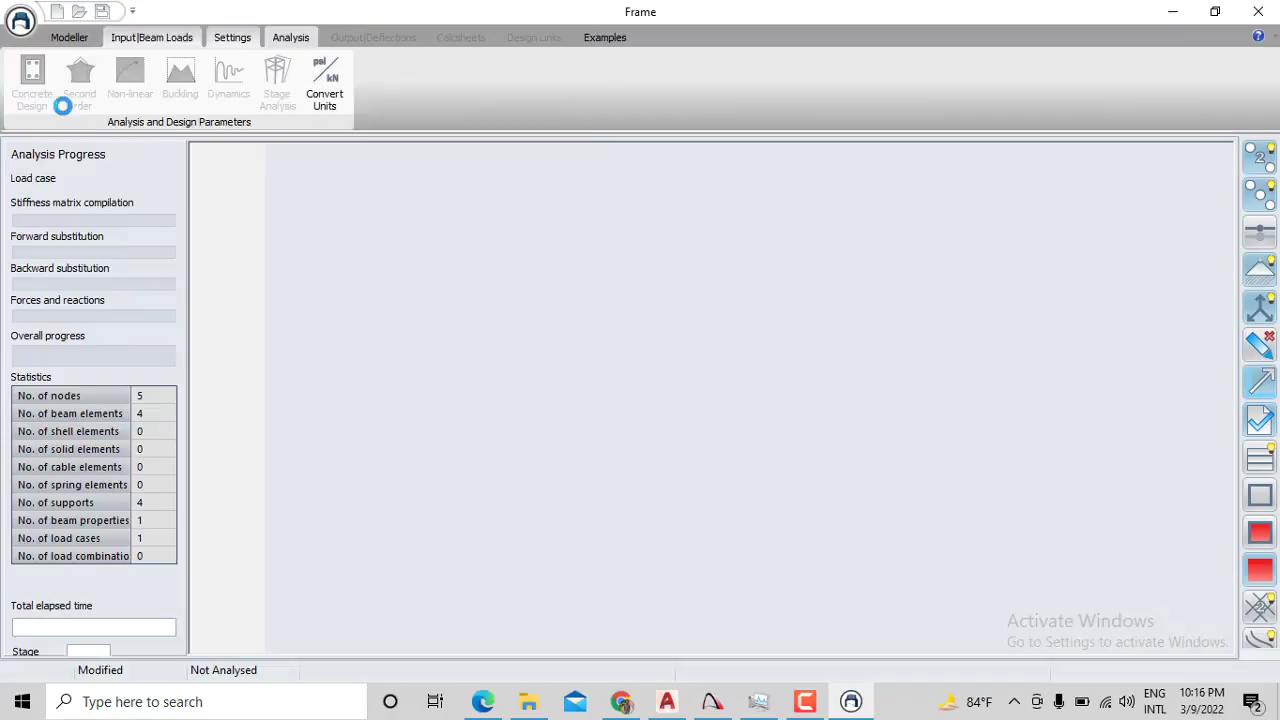 Frame
Modeller Input|Beam Loads Settings Analysis Output|Deflections Calcsheets Design Links Examples
psi
kN
Concrete Design
Second
Non-linear
Buckling
Dynamics
Stage Analysis
Convert Units
Analysis and Design Parameters
Analysis Progress
Load case
Stiffness matrix compilation
Forward substitution
Backward substitution
Forces and reactions
Overall progress
Statistics
No. of nodes 5
No. of beam elements 4
No. of shell elements 0
No. of solid elements 0
No. of cable elements 0
No. of spring elements 0
No. of supports 4
No. of beam properties 1
No. of load cases 1
No. of load combinatio 0
Total elapsed time
Stage
2
2
Activate Windows
Go to Settings to activate Windows.
Modified Not Analysed
Type here to search
84°F
ENG
INTL
10:16 PM
3/9/2022
2